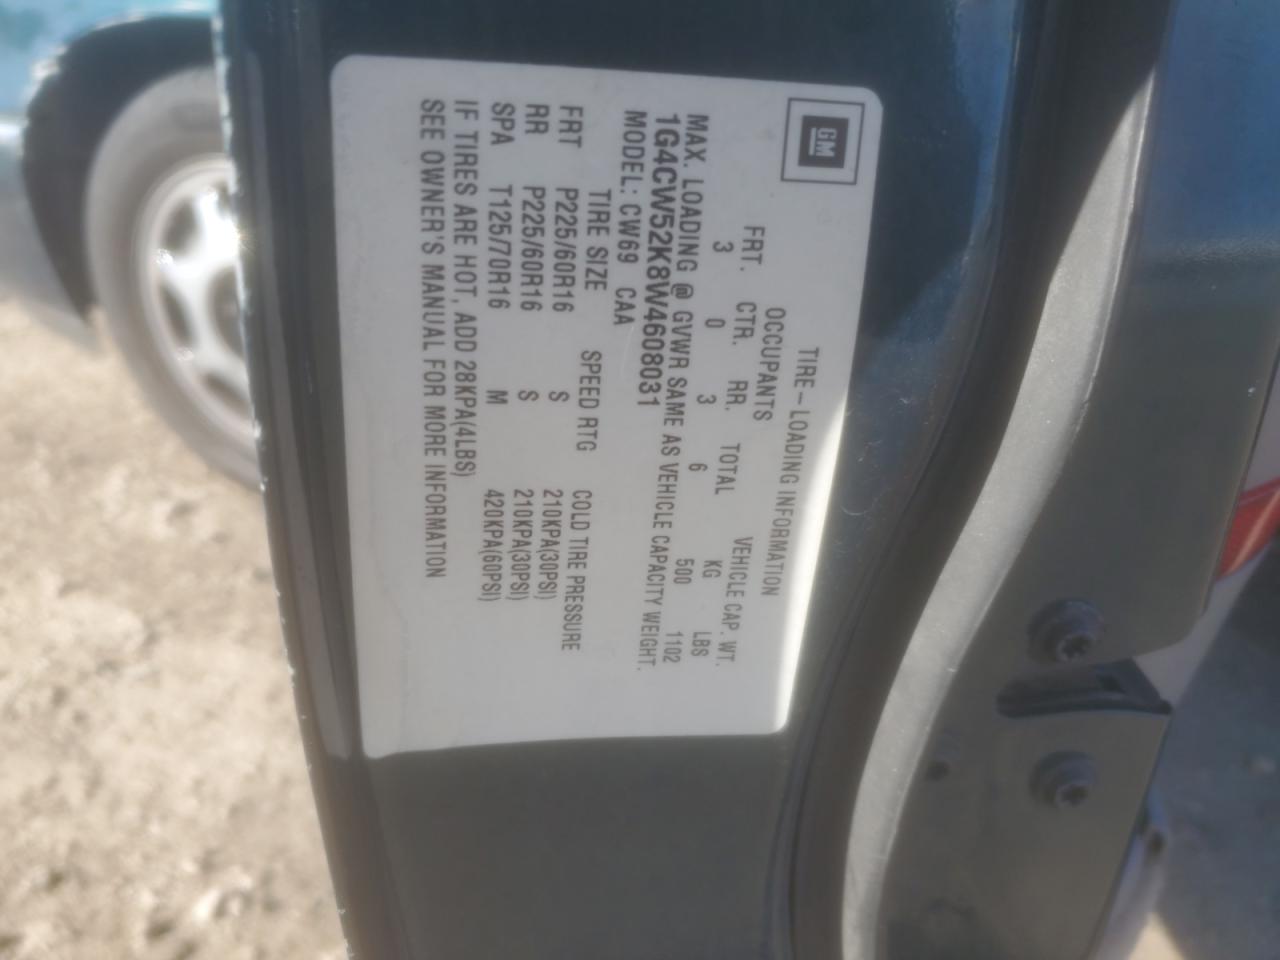 GM
TIRE-LOADING INFORMATION
OCCUPANTS VEHICLE CAP. WT.
FRT. CTR. RR. TOTAL KG LBS
3 0 3 6 500 1102
MAX. LOADING @ GVWR SAME AS VEHICLE CAPACITY WEIGHT.
1G4CW52K8W4608031
MODEL: CW69 CAA
TIRE SIZE SPEED RTG COLD TIRE PRESSURE
FRT P225/60R16 S 210KPA(30PSI)
RR P225/60R16 S 210KPA(30PSI)
SPA T125/70R16 M 420KPA(60PSI)
IF TIRES ARE HOT, ADD 28KPA(4LBS)
SEE OWNER'S MANUAL FOR MORE INFORMATION